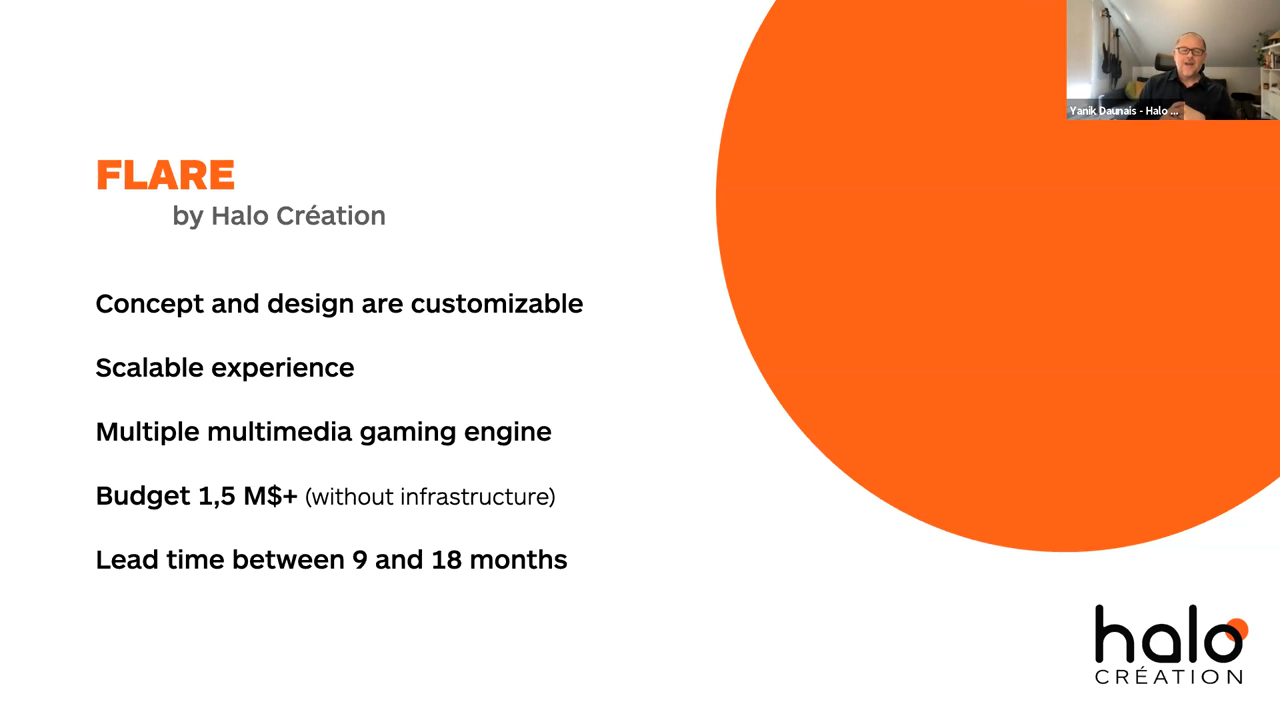 Yanik Daunais - Halo ...
FLARE
by Halo Création
Concept and design are customizable
Scalable experience
Multiple multimedia gaming engine
Budget 1,5 M$+ (without infrastructure)
Lead time between 9 and 18 months
halo
CRÉATION